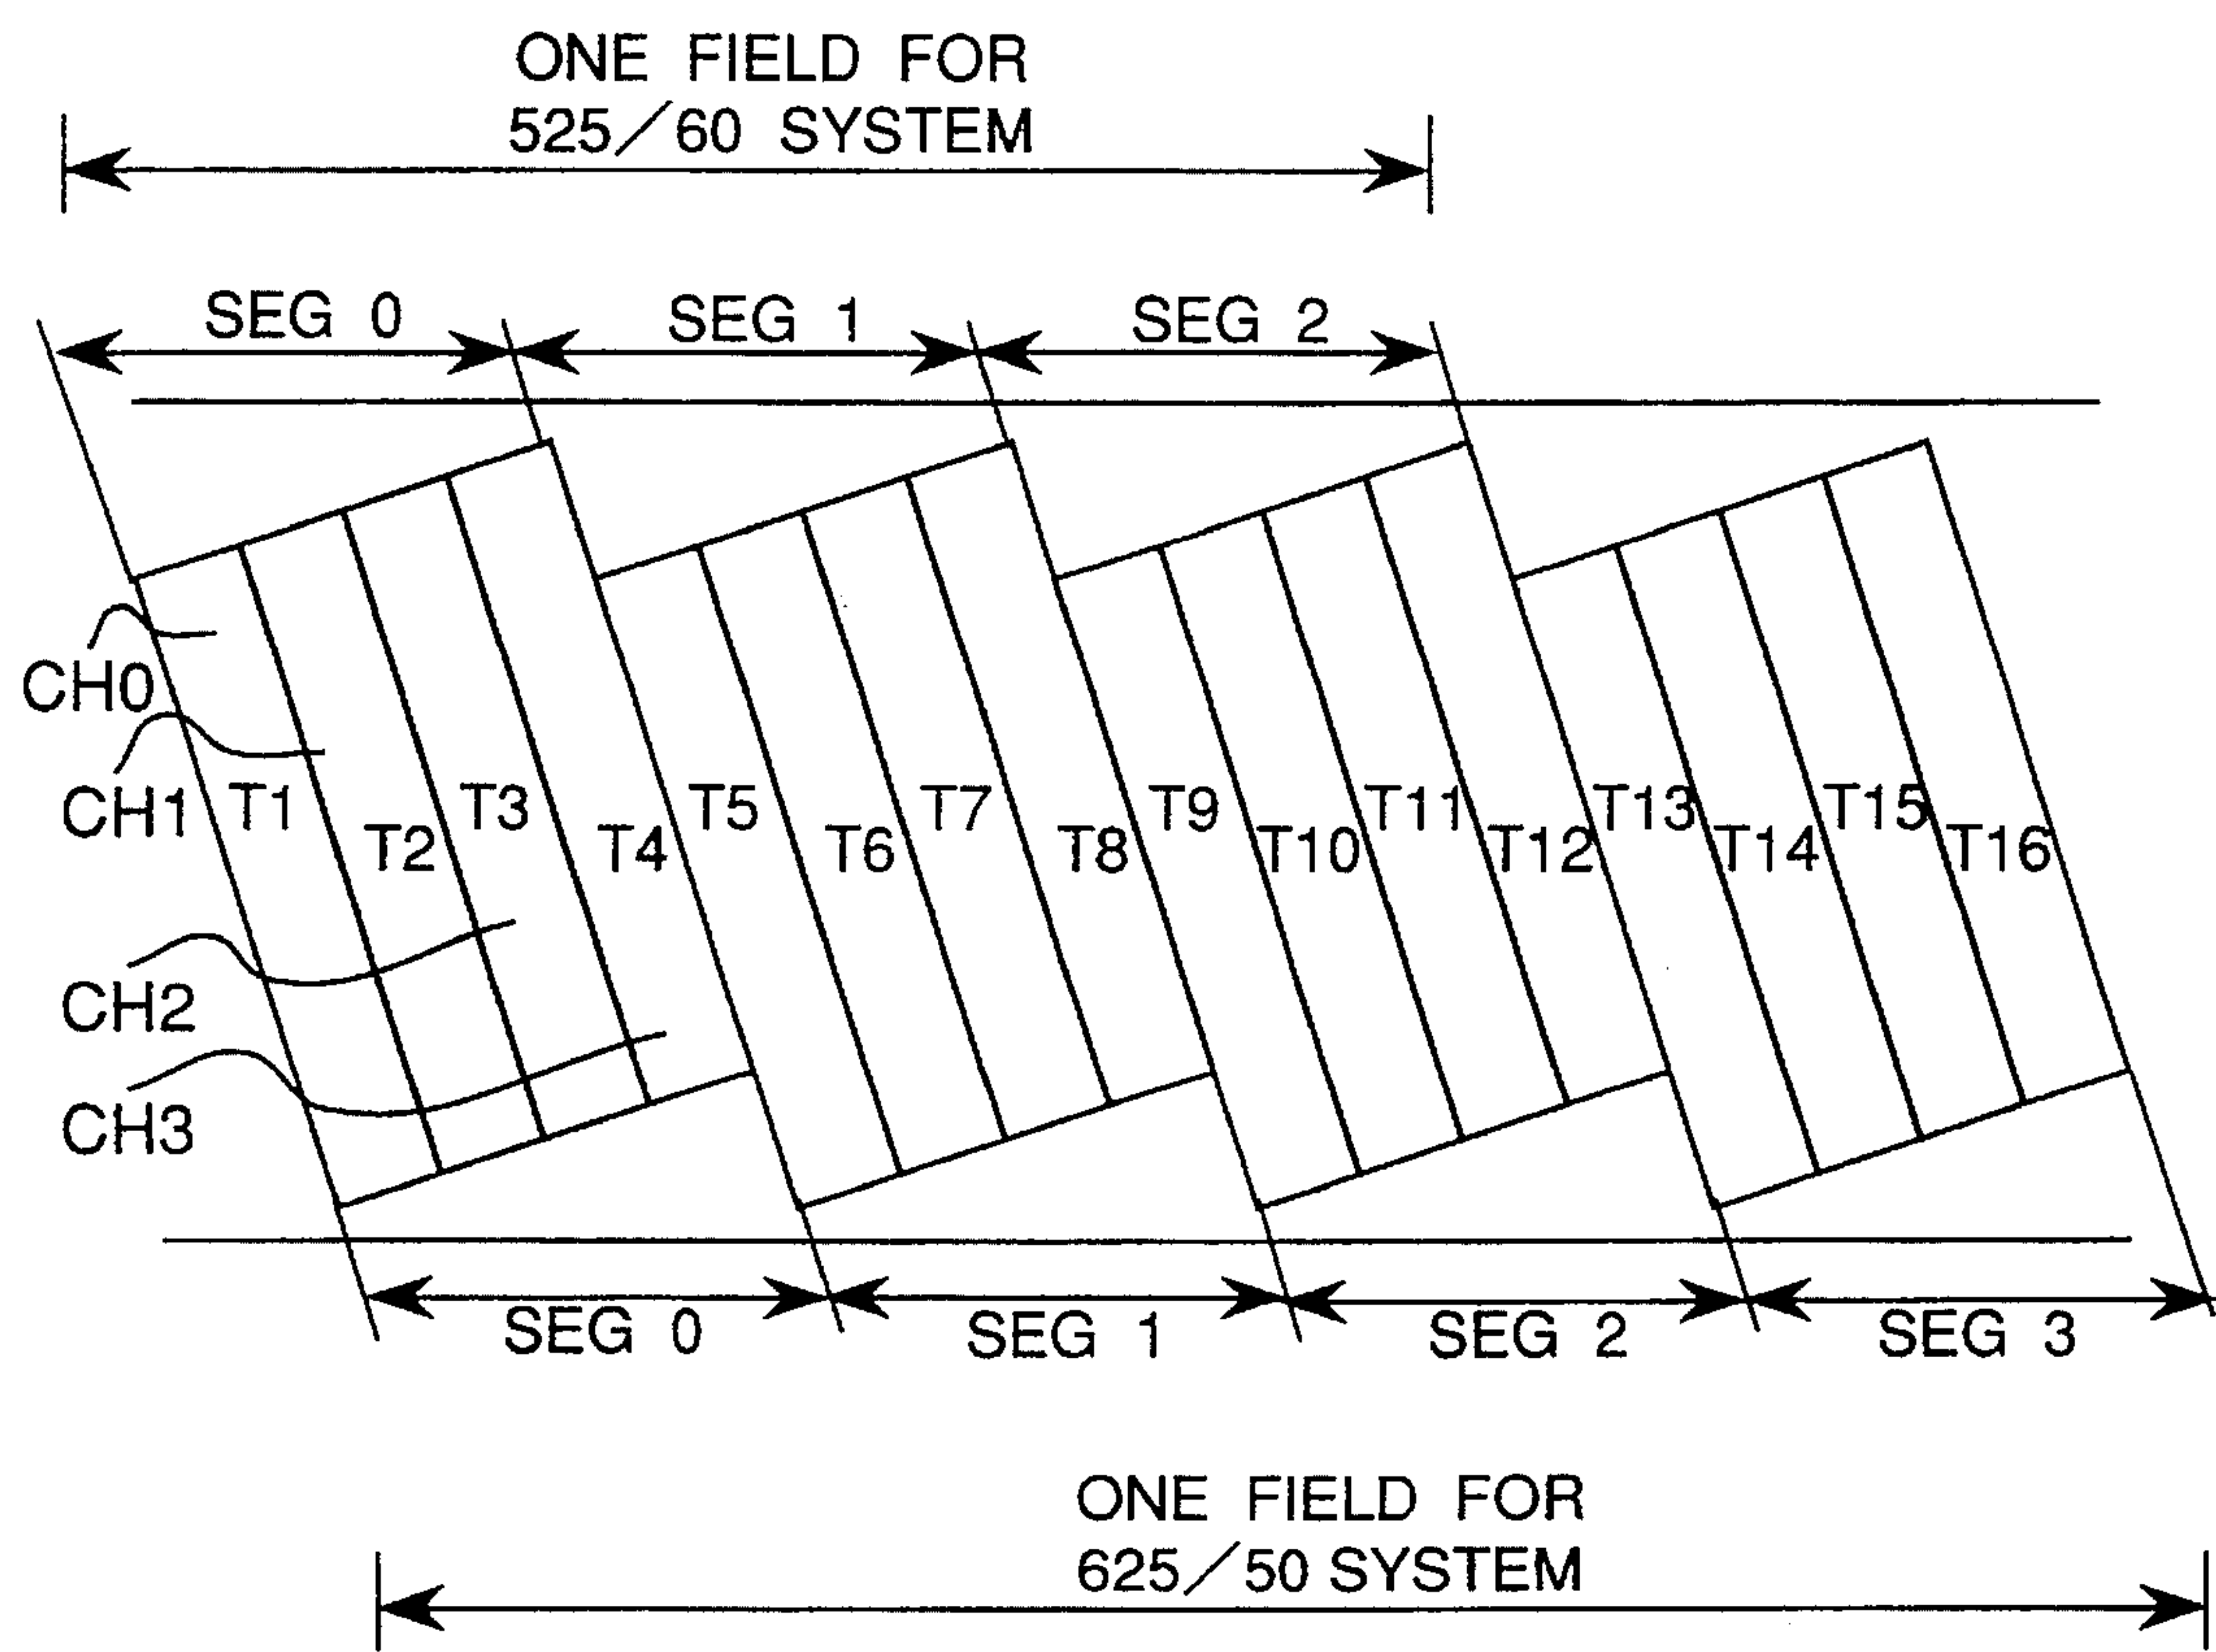 ONE FIELD FOR
525/60 SYSTEM
SEG 0
SEG 1
SEG 2
CH0
CH1
CH2
CH3
T1
T2
T3
T4
T5
T6
T7
T8
T9
T10
T11
T12
T13
T14
T15
T16
SEG 0
SEG 1
SEG 2
SEG 3
ONE FIELD FOR
625/50 SYSTEM